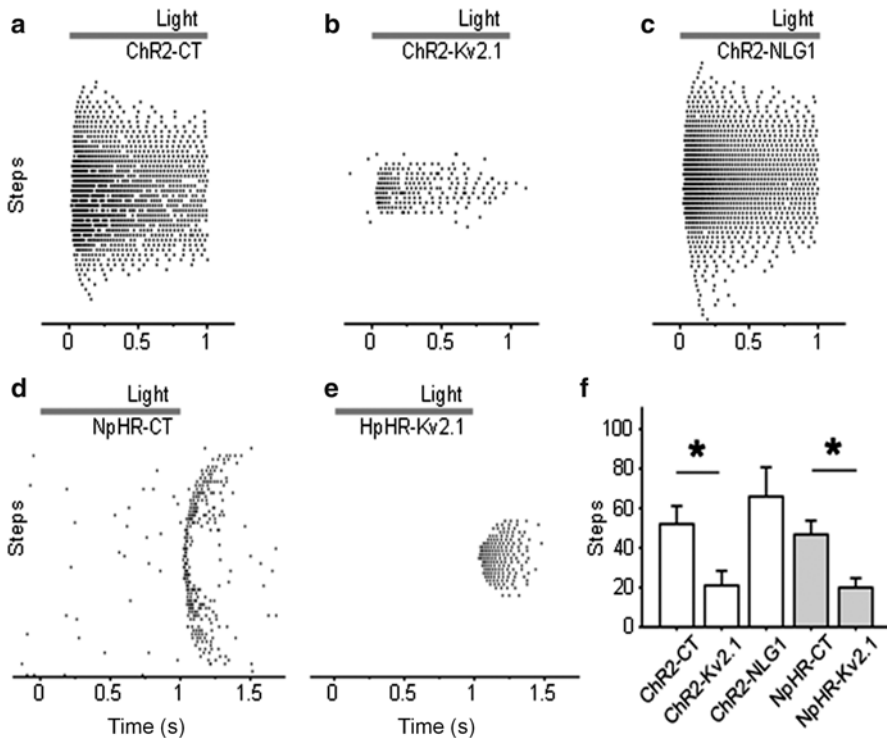 a
Light
ChR2-CT
Steps
0 0.5 1
b
Light
ChR2-Kv2.1
0 0.5 1
c
Light
ChR2-NLG1
0 0.5 1
d
Light
NpHR-CT
Steps
0 0.5 1 1.5
Time (s)
e
Light
HpHR-Kv2.1
0 0.5 1 1.5
Time (s)
f
Steps
100
80
60
40
20
0
* *
ChR2-CT
ChR2-Kv2.1
ChR2-NLG1
NpHR-CT
NpHR-Kv2.1